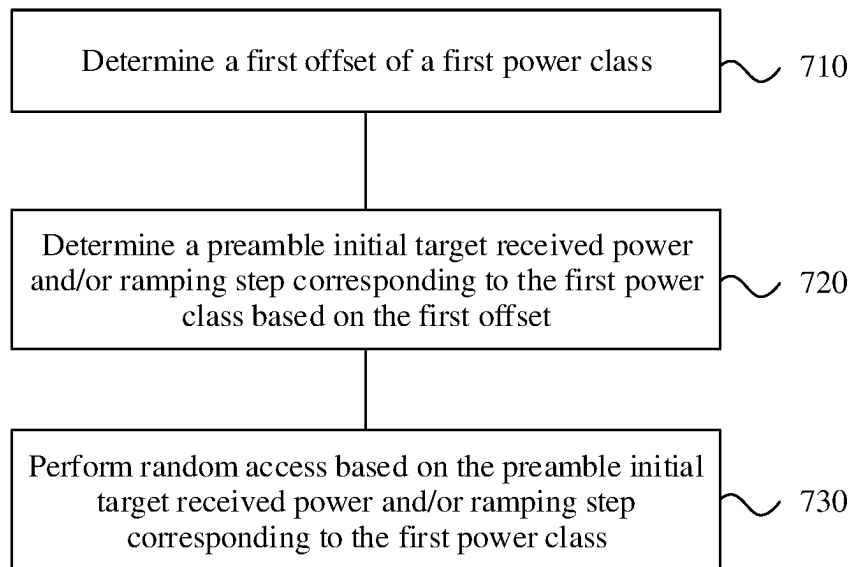 Determine a first offset of a first power class
710
Determine a preamble initial target received power
and/or ramping step corresponding to the first power
class based on the first offset
720
Perform random access based on the preamble initial
target received power and/or ramping step
corresponding to the first power class
730